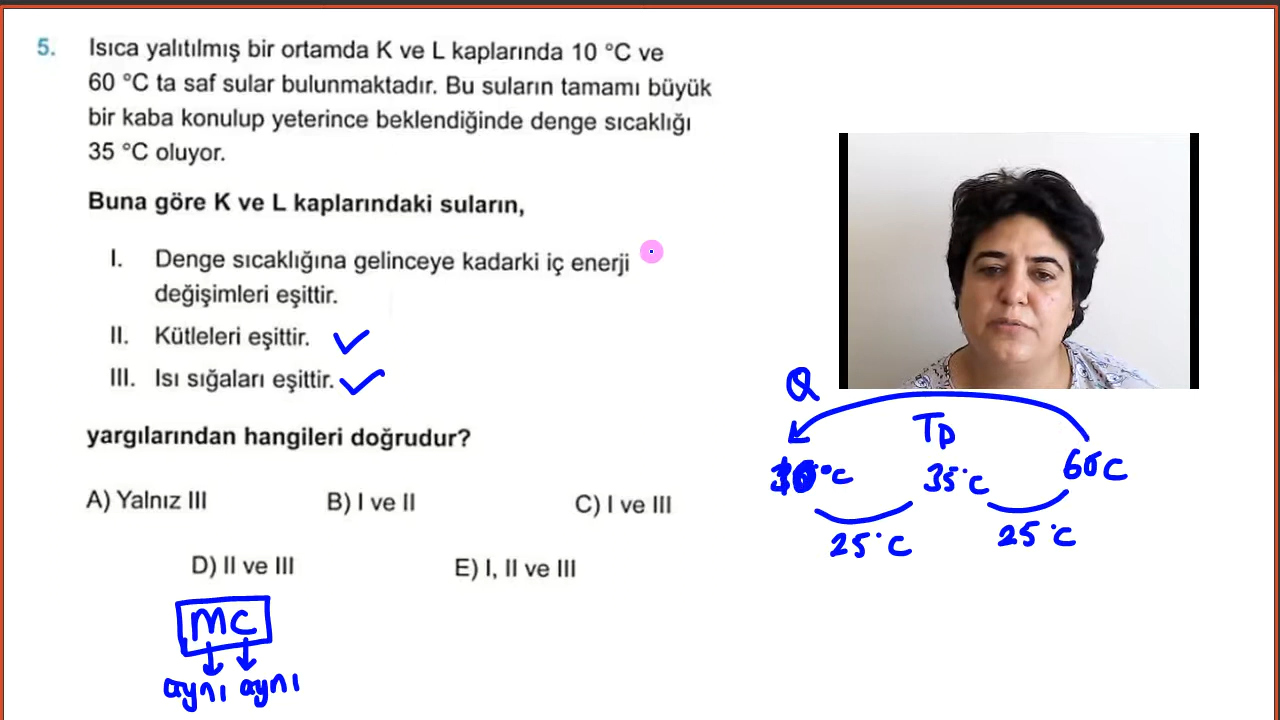 5. Isıca yalıtılmış bir ortamda K ve L kaplarında 10 °C ve
60 °C ta saf sular bulunmaktadır. Bu suların tamamı büyük
bir kaba konulup yeterince beklendiğinde denge sıcaklığı
35 °C oluyor.
Buna göre K ve L kaplarındaki suların,
I. Denge sıcaklığına gelinceye kadarki iç enerji
değişimleri eşittir.
II. Kütleleri eşittir.
III. Isı sığaları eşittir.
yargılarından hangileri doğrudur?
A) Yalnız III B) I ve II C) I ve III
D) II ve III E) I, II ve III
mc
aynı aynı
Q
TD
10°C 35°C 60°C
25°C 25°C